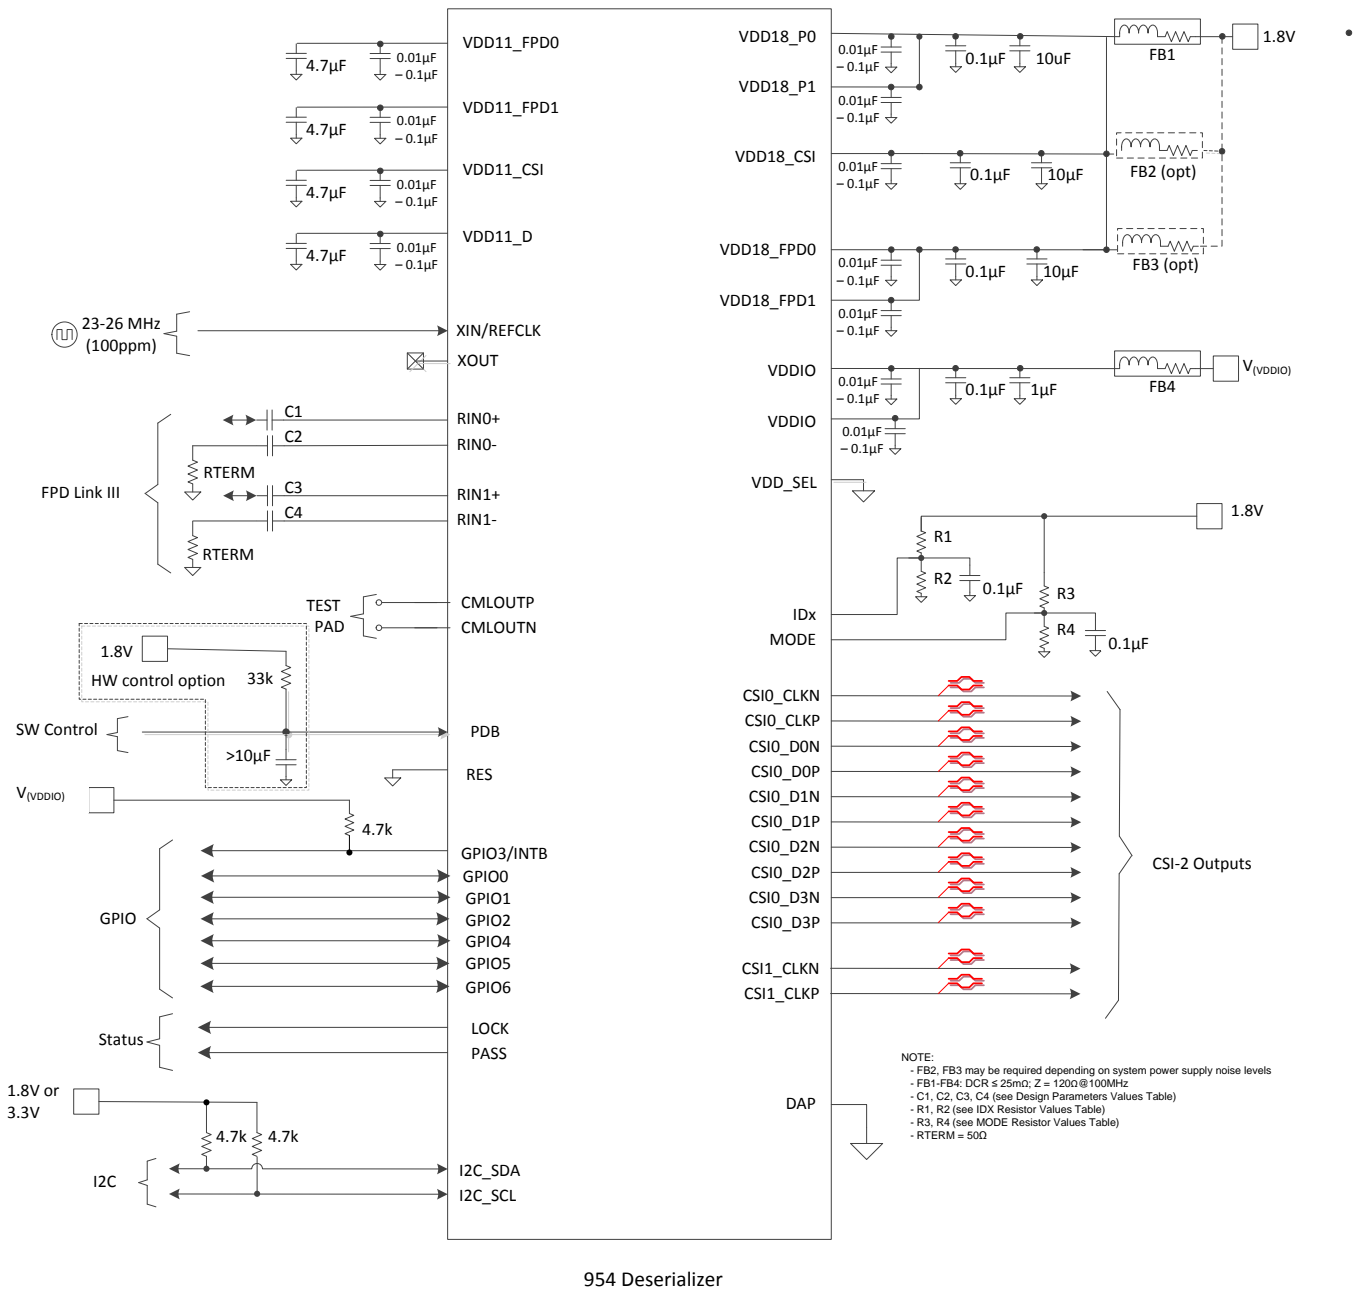 VDD11_FPD0
4.7µF
0.01µF
– 0.1µF
VDD11_FPD1
4.7µF
0.01µF
– 0.1µF
VDD11_CSI
4.7µF
0.01µF
– 0.1µF
VDD11_D
4.7µF
0.01µF
– 0.1µF
23-26 MHz
(100ppm)
XIN/REFCLK
XOUT
FPD Link III
C1
RIN0+
C2
RIN0-
RTERM
C3
RIN1+
C4
RIN1-
RTERM
TEST
PAD
CMLOUTP
CMLOUTN
1.8V
HW control option
33k
SW Control
PDB
>10µF
RES
V(VDDIO)
4.7k
GPIO
GPIO3/INTB
GPIO0
GPIO1
GPIO2
GPIO4
GPIO5
GPIO6
Status
LOCK
PASS
1.8V or
3.3V
4.7k
4.7k
I2C
I2C_SDA
I2C_SCL
VDD18_P0
0.01µF
– 0.1µF
0.1µF
10uF
FB1
1.8V
VDD18_P1
0.01µF
– 0.1µF
VDD18_CSI
0.01µF
– 0.1µF
0.1µF
10µF
FB2 (opt)
VDD18_FPD0
0.01µF
– 0.1µF
0.1µF
10µF
FB3 (opt)
VDD18_FPD1
0.01µF
– 0.1µF
VDDIO
0.01µF
– 0.1µF
0.1µF
1µF
FB4
V(VDDIO)
VDDIO
0.01µF
– 0.1µF
VDD_SEL
1.8V
R1
R2
0.1µF
R3
R4
0.1µF
IDx
MODE
CSI0_CLKN
CSI0_CLKP
CSI0_D0N
CSI0_D0P
CSI0_D1N
CSI0_D1P
CSI0_D2N
CSI0_D2P
CSI0_D3N
CSI0_D3P
CSI1_CLKN
CSI1_CLKP
CSI-2 Outputs
DAP
NOTE:
- FB2, FB3 may be required depending on system power supply noise levels
- FB1-FB4: DCR ≤ 25mΩ; Z = 120Ω@100MHz
- C1, C2, C3, C4 (see Design Parameters Values Table)
- R1, R2 (see IDX Resistor Values Table)
- R3, R4 (see MODE Resistor Values Table)
- RTERM = 50Ω
954 Deserializer